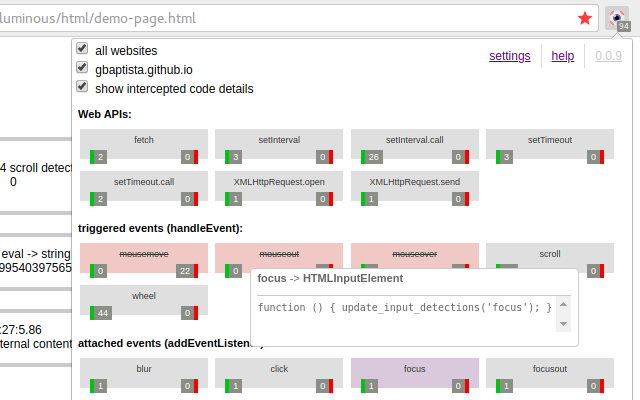 luminous/html/demo-page.html
34
all websites
gbaptista.github.io
show intercepted code details
settings
help
0.0.9
Web APIs:
fetch
2 0
setInterval
3 0
setInterval.call
26 0
setTimeout
3 0
setTimeout.call
2 0
XMLHttpRequest.open
1 0
XMLHttpRequest.send
1 0
4 scroll detect
0
triggered events (handleEvent):
mousemove
0 22
mouseout
0
mouseover
scroll
eval -> string
99540397565
wheel
44 0
focus -> HTMLInputElement
function () { update_input_detections('focus'); }
:27:5.86
ternal content
attached events (addEventListene
blur
1 0
click
1 0
focus
1 0
focusout
1 0